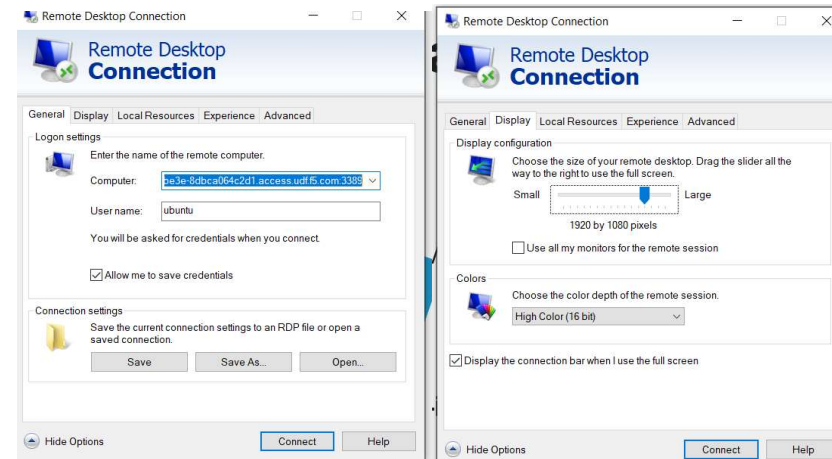 Remote Desktop Connection
Remote Desktop
Connection
General Display Local Resources Experience Advanced
Logon settings
Enter the name of the remote computer.
Computer: be3e-8dbca064c2d1.access.udf.f5.com:3389
User name: ubuntu
You will be asked for credentials when you connect.
Allow me to save credentials
Connection settings
Save the current connection settings to an RDP file or open a
saved connection.
Save Save As... Open...
Hide Options Connect Help
Remote Desktop Connection
Remote Desktop
Connection
General Display Local Resources Experience Advanced
Display configuration
Choose the size of your remote desktop. Drag the slider all the
way to the right to use the full screen.
Small Large
1920 by 1080 pixels
Use all my monitors for the remote session
Colors
Choose the color depth of the remote session.
High Color (16 bit)
Display the connection bar when I use the full screen
Hide Options Connect Help